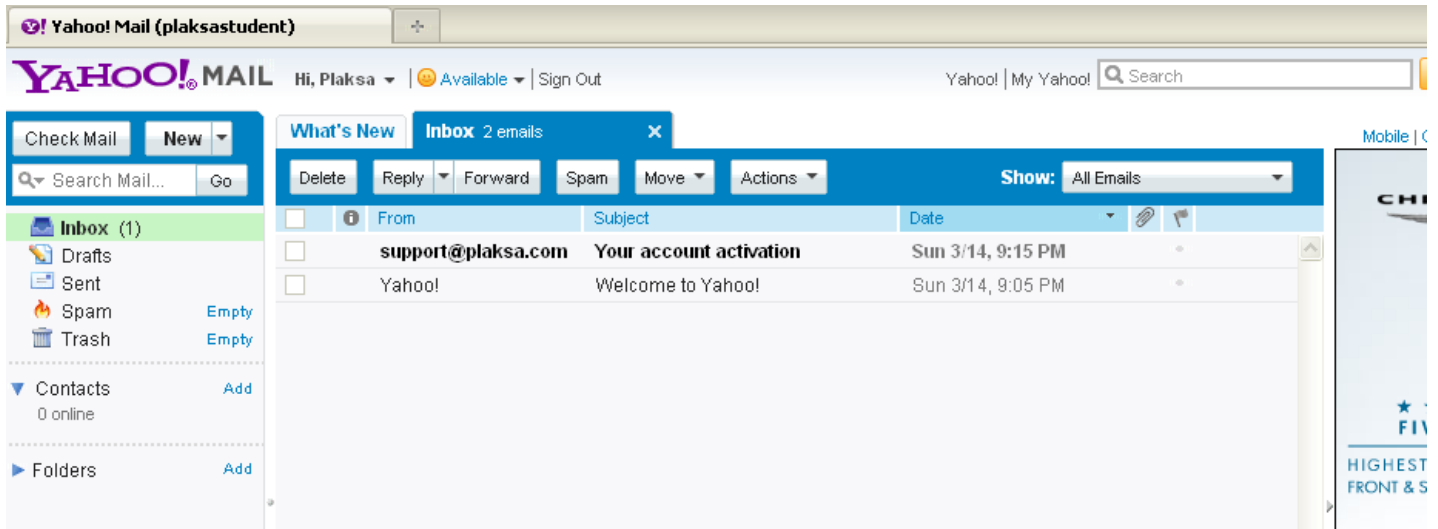 Yahoo! Mail (plaksastudent)
YAHOO!® MAIL Hi, Plaksa Available Sign Out Yahoo! My Yahoo! Search
Check Mail New
Search Mail... Go
What's New Inbox 2 emails
Mobile
Delete Reply Forward Spam Move Actions Show: All Emails
From Subject Date
support@plaksa.com Your account activation Sun 3/14, 9:15 PM
Yahoo! Welcome to Yahoo! Sun 3/14, 9:05 PM
Inbox (1)
Drafts
Sent
Spam Empty
Trash Empty
Contacts Add
0 online
Folders Add
HIGHEST
FRONT & S